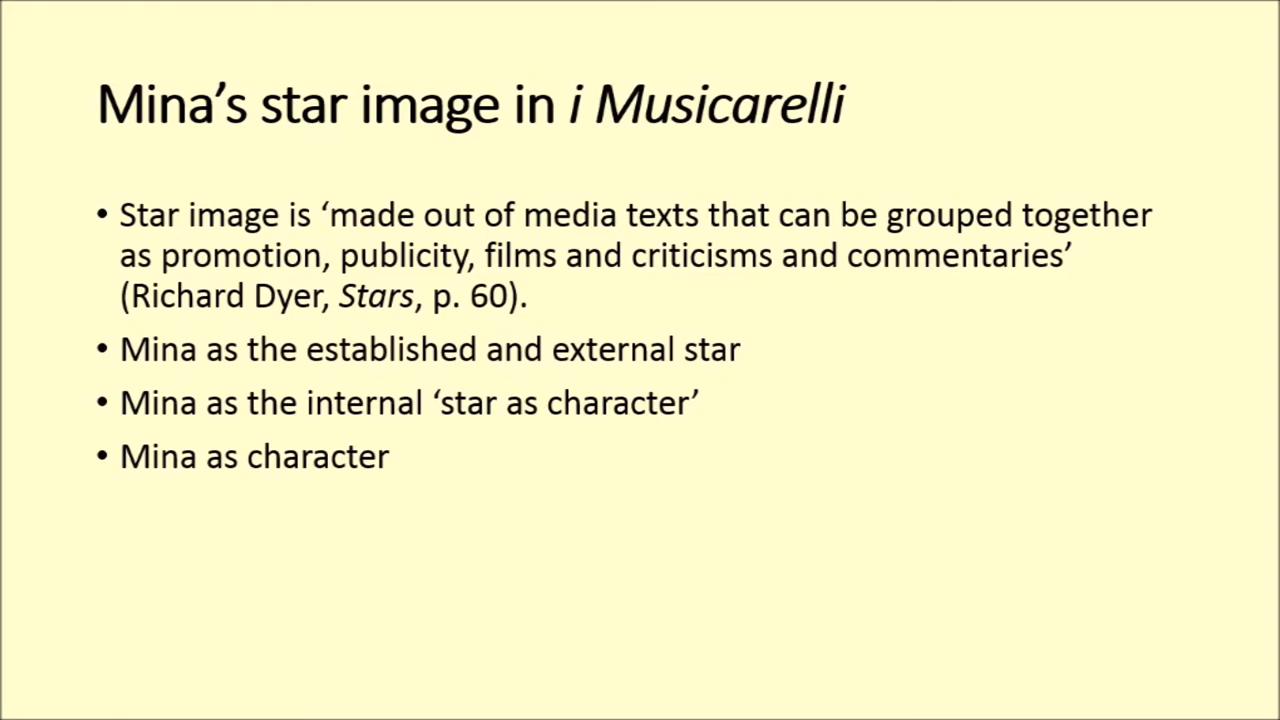 Mina’s star image in i Musicarelli
• Star image is ‘made out of media texts that can be grouped together
as promotion, publicity, films and criticisms and commentaries’
(Richard Dyer, Stars, p. 60).
• Mina as the established and external star
• Mina as the internal ‘star as character’
• Mina as character